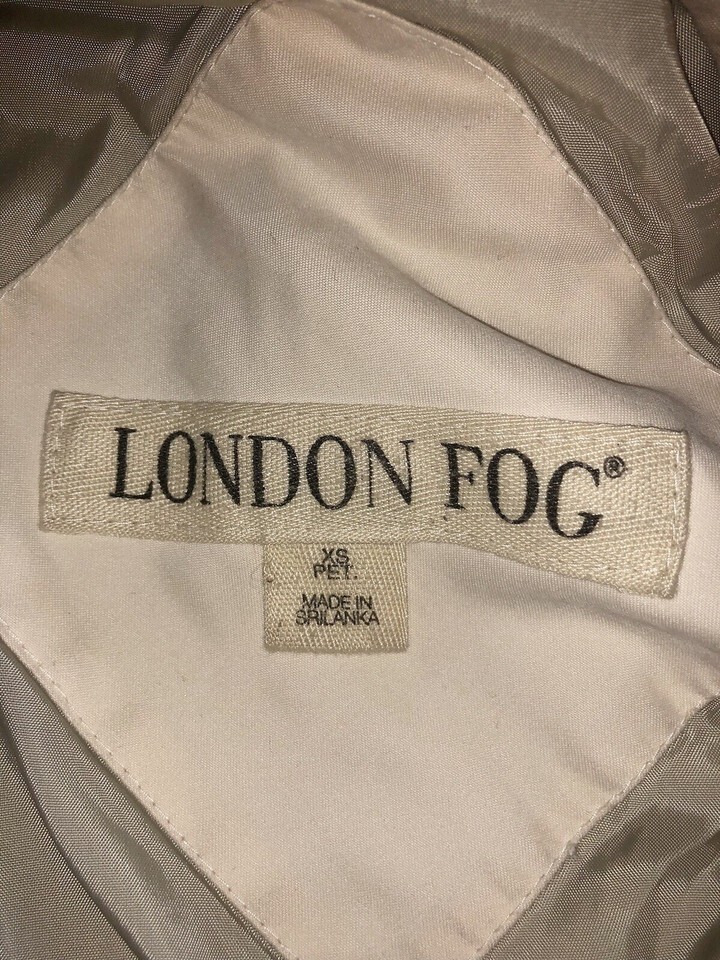 LONDON FOG®
XS
PET.
MADE IN
SRILANKA